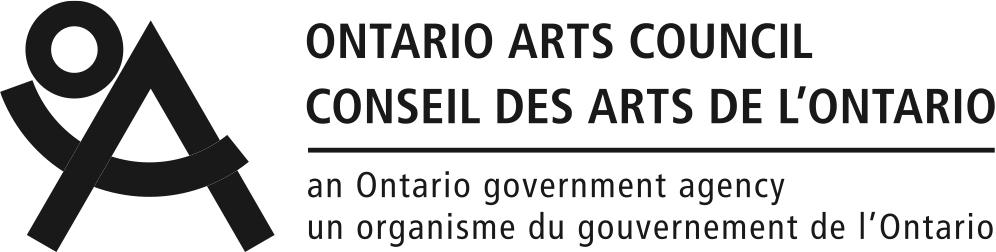 ONTARIO ARTS COUNCIL
CONSEIL DES ARTS DE L’ONTARIO
an Ontario government agency
un organisme du gouvernement de l’Ontario